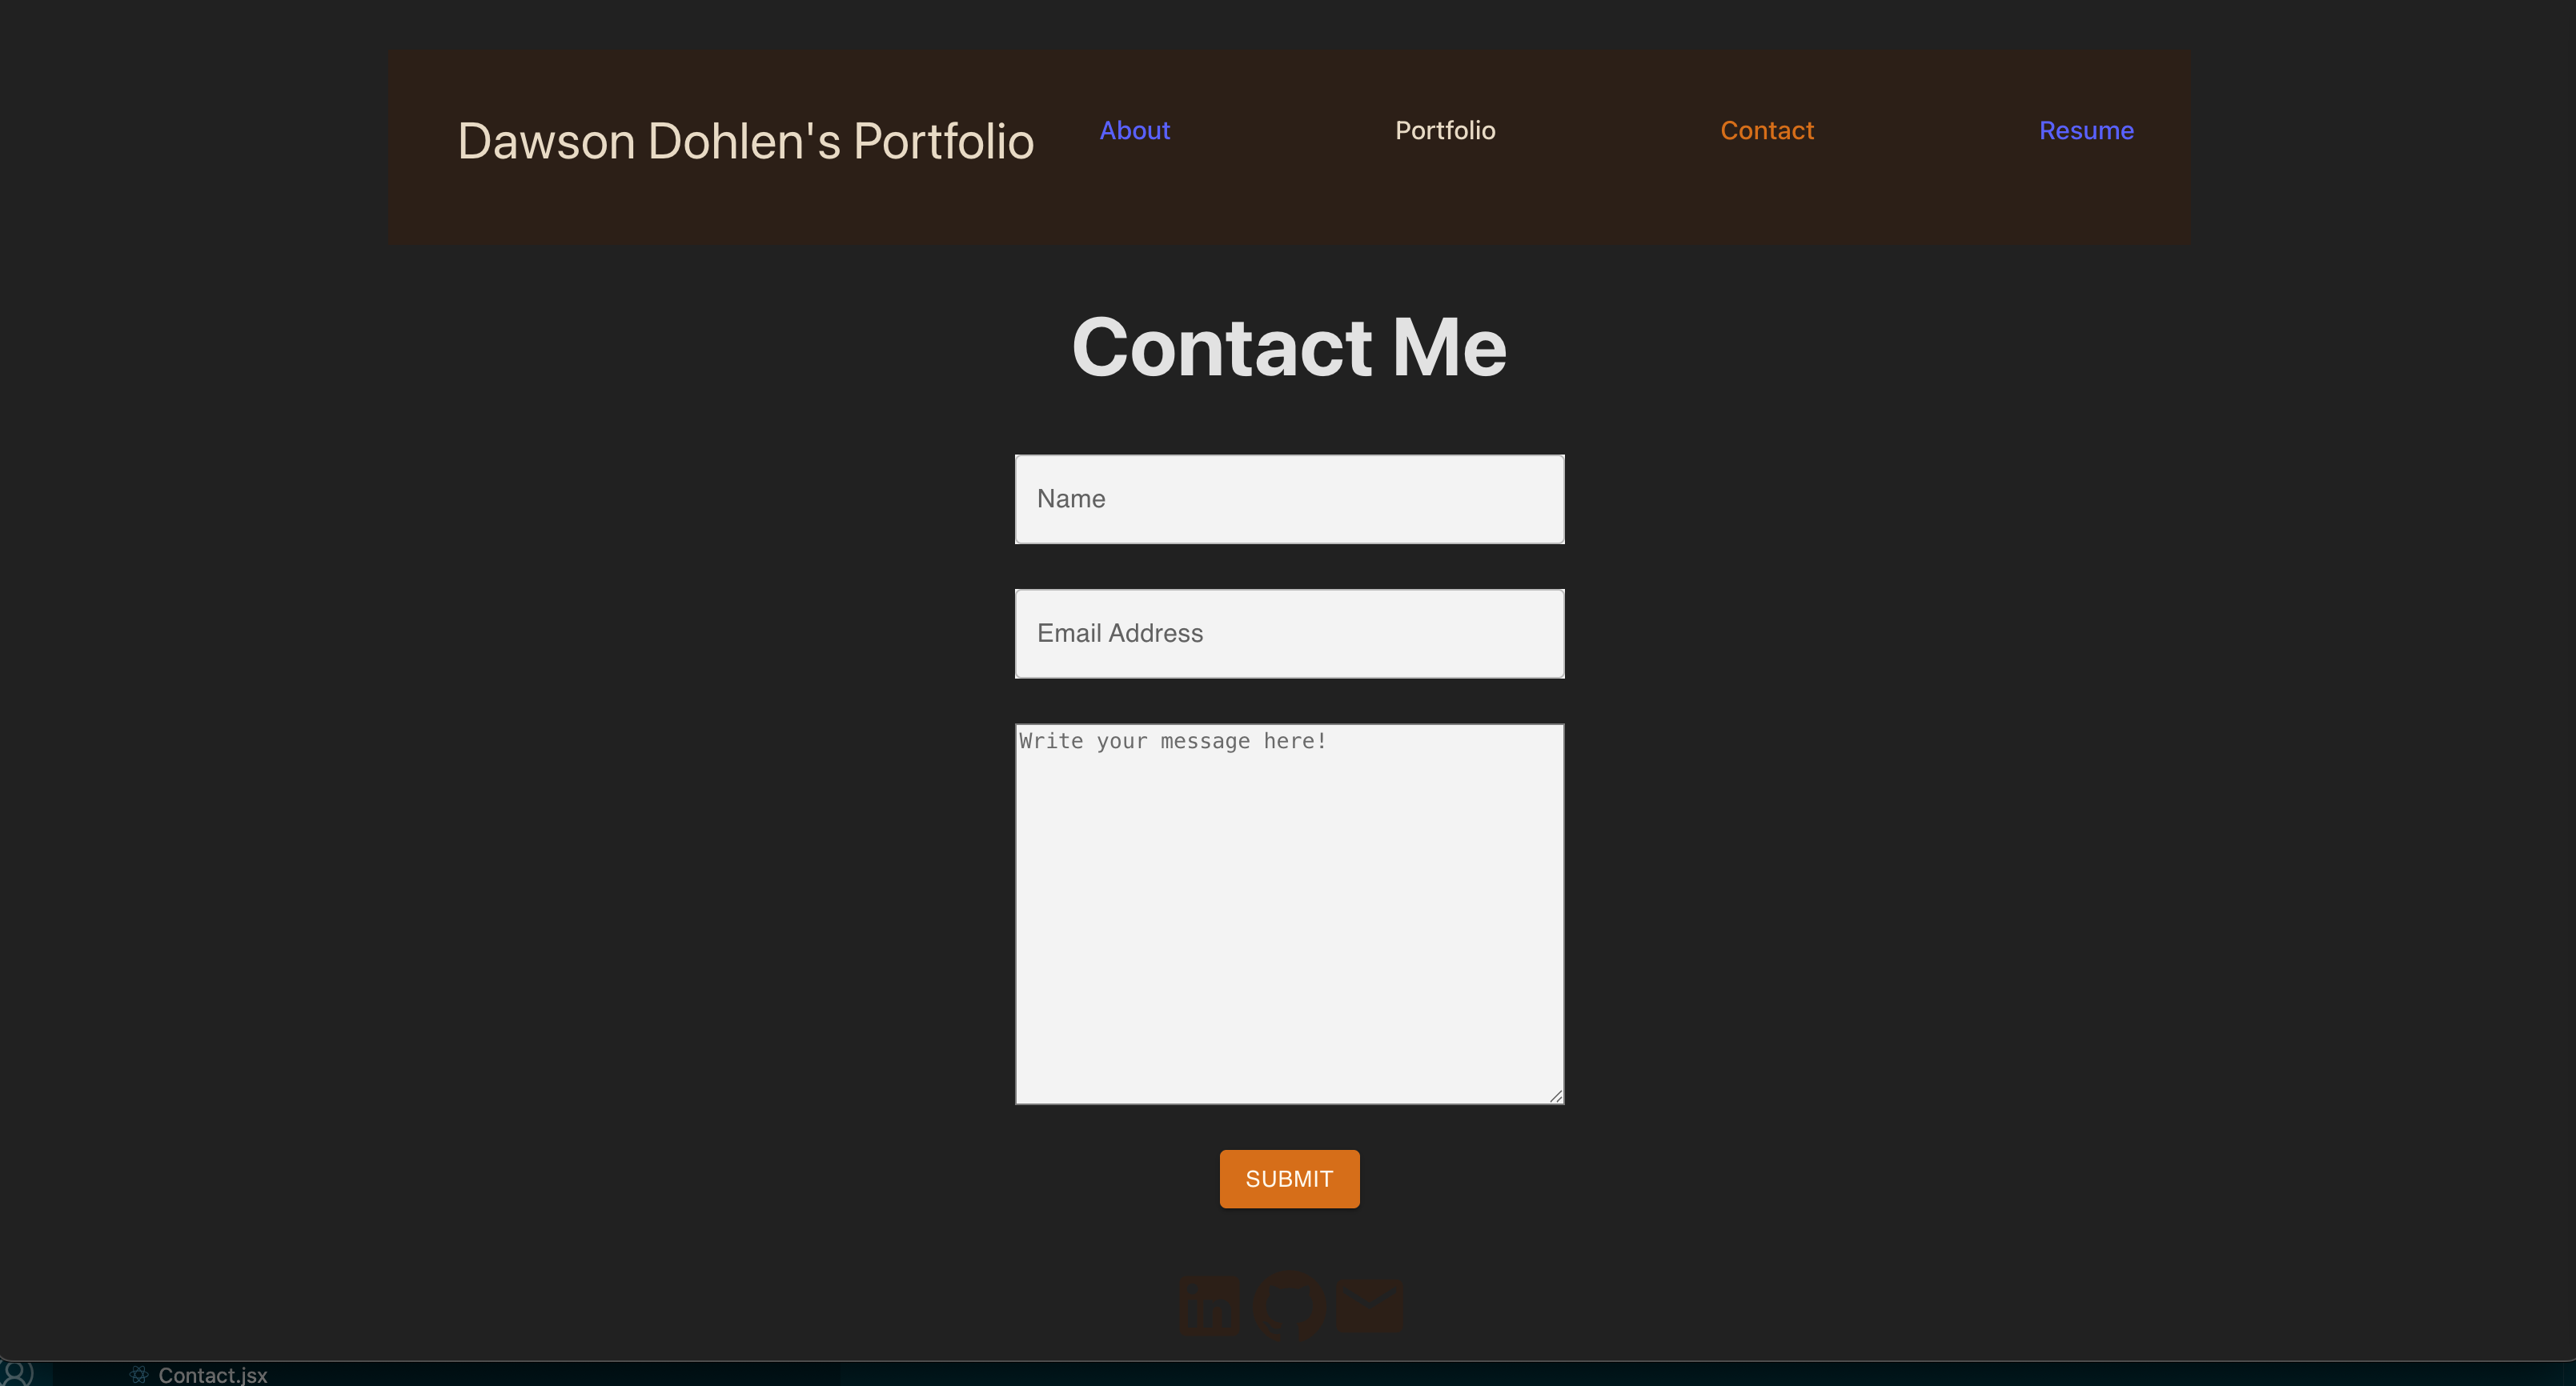 Dawson Dohlen's Portfolio About Portfolio Contact Resume
Contact Me
Name
Email Address
Write your message here!
SUBMIT
in
Contact.jsx